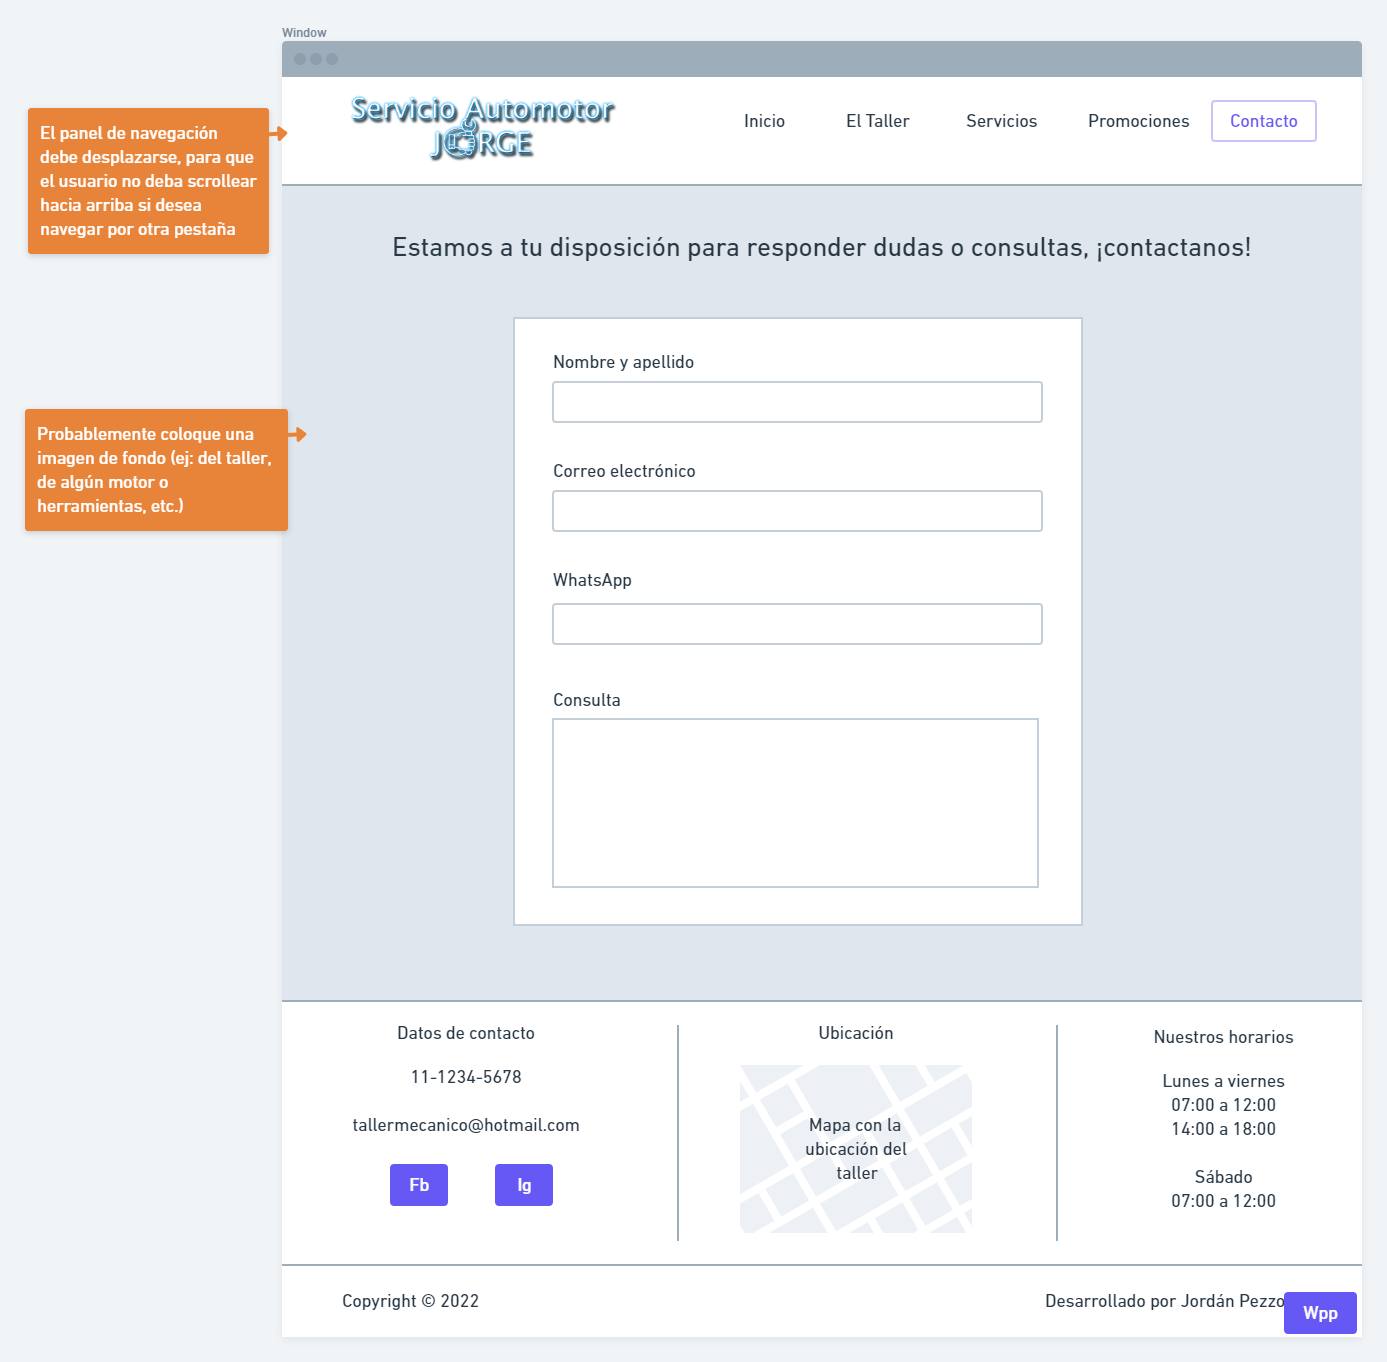 Window
Servicio Automotor
JORGE
Inicio
El Taller
Servicios
Promociones
Contacto
El panel de navegación
debe desplazarse, para que
el usuario no deba scrollear
hacia arriba si desea
navegar por otra pestaña
Estamos a tu disposición para responder dudas o consultas, ¡contactanos!
Probablemente coloque una
imagen de fondo (ej: del taller,
de algún motor o
herramientas, etc.)
Nombre y apellido
Correo electrónico
WhatsApp
Consulta
Datos de contacto
11-1234-5678
tallermecanico@hotmail.com
Fb
Ig
Ubicación
Mapa con la
ubicación del
taller
Nuestros horarios
Lunes a viernes
07:00 a 12:00
14:00 a 18:00
Sábado
07:00 a 12:00
Copyright © 2022
Desarrollado por Jordán Pezzo
Wpp